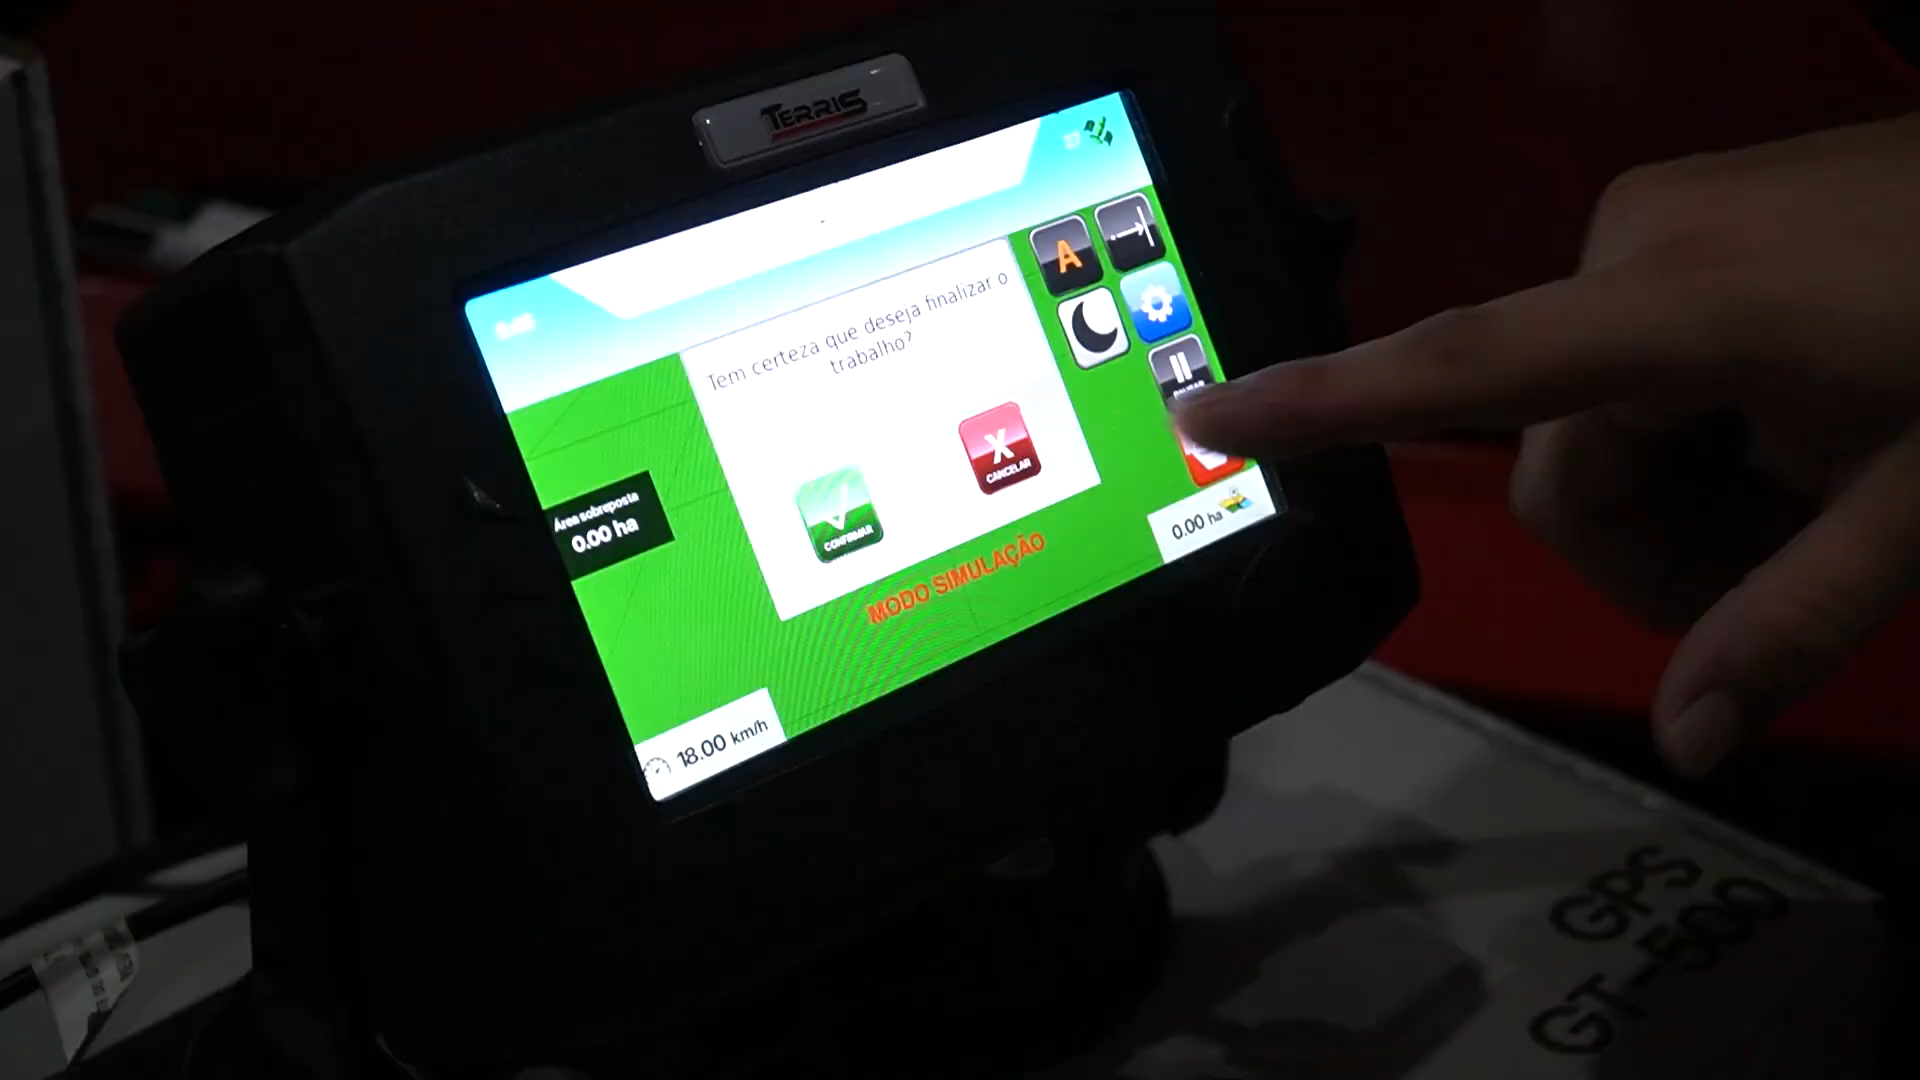 TERRIS
A
Tem certeza que deseja finalizar o
trabalho?
X
CANCELAR
CONFIRMAR
Área sobreposta
0.00 ha
0.00 ha
MODO SIMULAÇÃO
18.00 km/h
GPS
GT-500